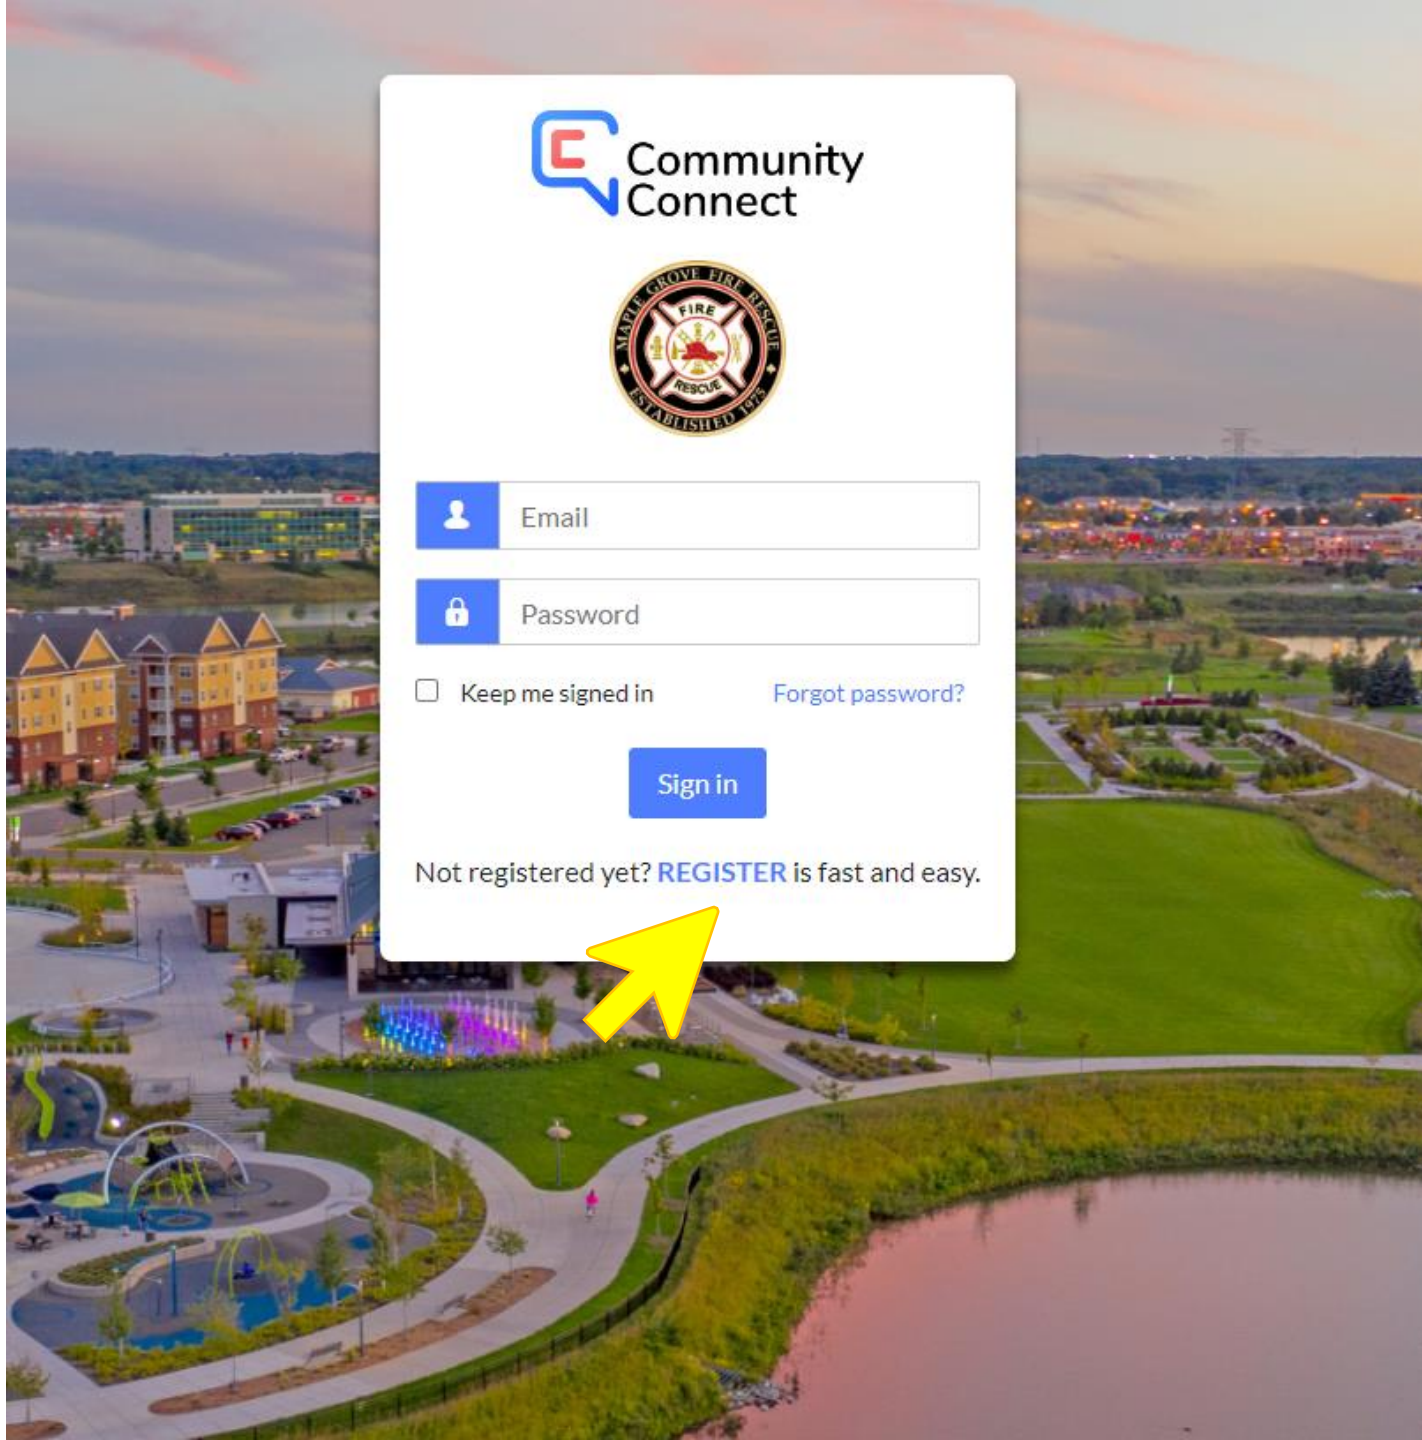 Community
Connect
MAPLE GROVE FIRE RESCUE
FIRE
RESCUE
ESTABLISHED 1975
Email
Password
Keep me signed in Forgot password?
Sign in
Not registered yet? REGISTER is fast and easy.